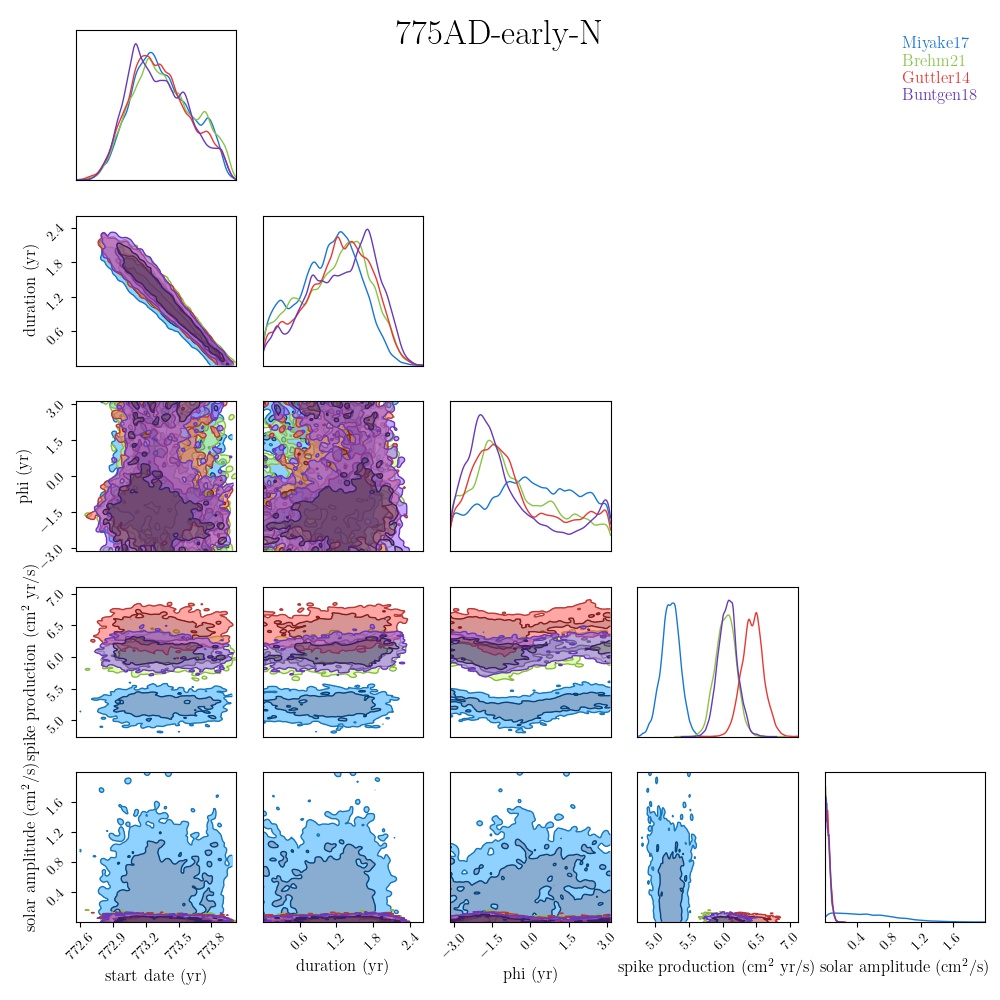 775AD-early-N
Miyake17
Brehm21
Guttler14
Buntgen18
duration (yr)
2.4
1.8
1.2
0.6
phi (yr)
3.0
1.5
0.0
−1.5
−3.0
spike production (cm² yr/s)
7.0
6.5
6.0
5.5
5.0
solar amplitude (cm²/s)
1.6
1.2
0.8
0.4
772.6 772.9 773.2 773.5 773.8
0.6 1.2 1.8 2.4
−3.0 −1.5 0.0 1.5 3.0
5.0 5.5 6.0 6.5 7.0
0.4 0.8 1.2 1.6
start date (yr)
duration (yr)
phi (yr)
spike production (cm² yr/s)
solar amplitude (cm²/s)